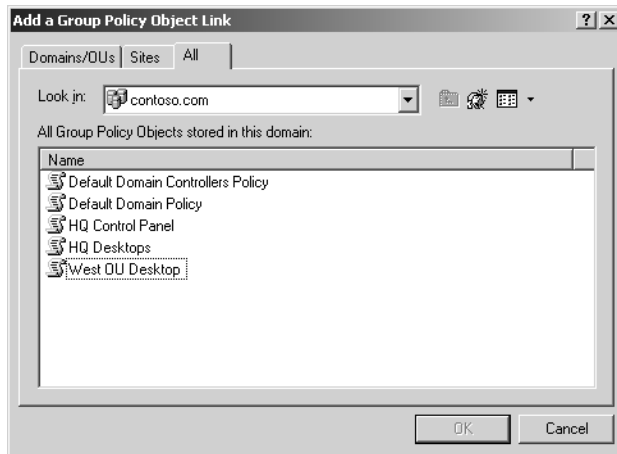 Add a Group Policy Object Link
Domains/OUs Sites All
Look in: contoso.com
All Group Policy Objects stored in this domain:
Name
Default Domain Controllers Policy
Default Domain Policy
HQ Control Panel
HQ Desktops
West OU Desktop
OK Cancel